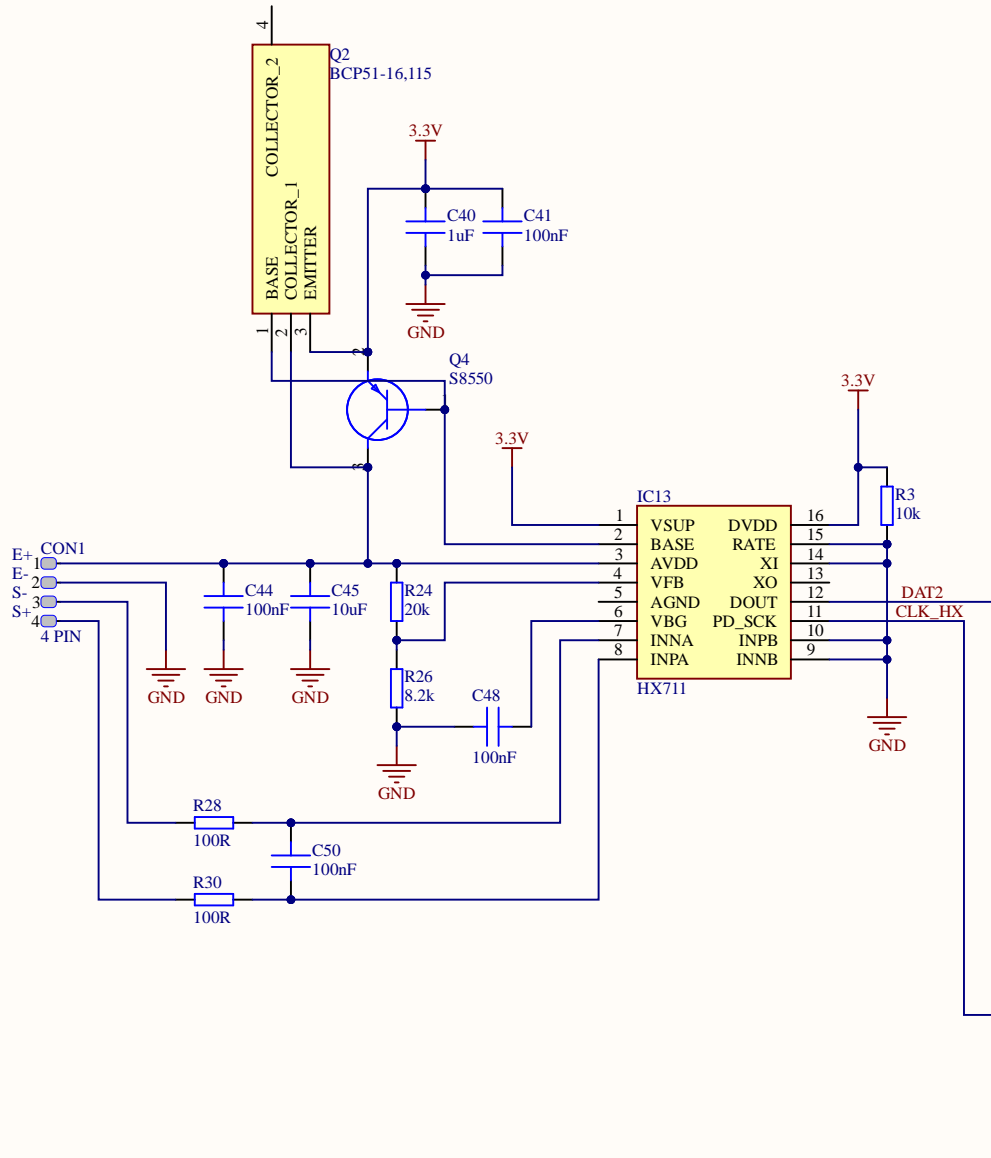 4
Q2
BCP51-16,115
COLLECTOR_2
BASE
COLLECTOR_1
EMITTER
1
2
3
3.3V
C40
1uF
C41
100nF
GND
2
Q4
S8550
3
3.3V
3.3V
R3
10k
IC13
1 VSUP DVDD 16
2 BASE RATE 15
3 AVDD XI 14
4 VFB XO 13
5 AGND DOUT 12
6 VBG PD_SCK 11
7 INNA INPB 10
8 INPA INNB 9
HX711
DAT2
CLK_HX
GND
CON1
E+ 1
E- 2
S- 3
S+ 4
4 PIN
C44
100nF
C45
10uF
R24
20k
GND
GND
GND
R26
8.2k
C48
100nF
GND
R28
100R
C50
100nF
R30
100R